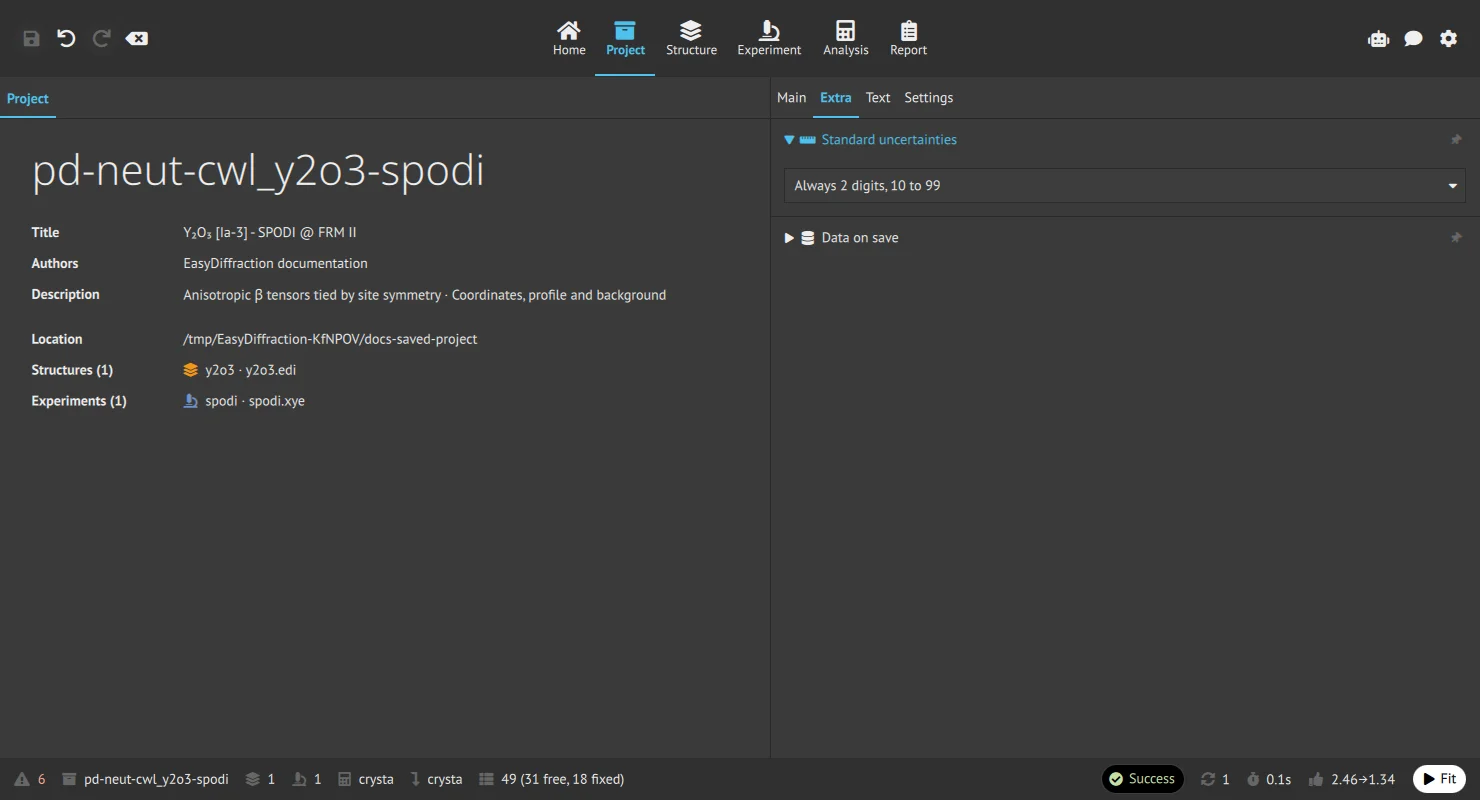 Home
Project
Structure
Experiment
Analysis
Report
Project
Main Extra Text Settings
pd-neut-cwl_y2o3-spodi
Title Y₂O₃ [Ia-3] - SPODI @ FRM II
Authors EasyDiffraction documentation
Description Anisotropic β tensors tied by site symmetry · Coordinates, profile and background
Location /tmp/EasyDiffraction-KfNPOV/docs-saved-project
Structures (1) y2o3 · y2o3.edi
Experiments (1) spodi · spodi.xye
Standard uncertainties
Always 2 digits, 10 to 99
Data on save
6 pd-neut-cwl_y2o3-spodi 1 1 crysta crysta 49 (31 free, 18 fixed) Success 1 0.1s 2.46→1.34 Fit